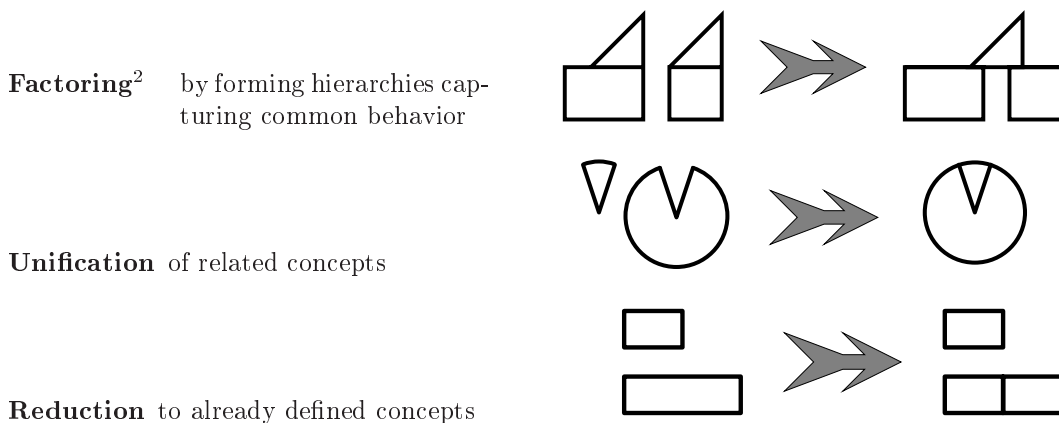 Factoring² by forming hierarchies cap-
turing common behavior
Unification of related concepts
Reduction to already defined concepts